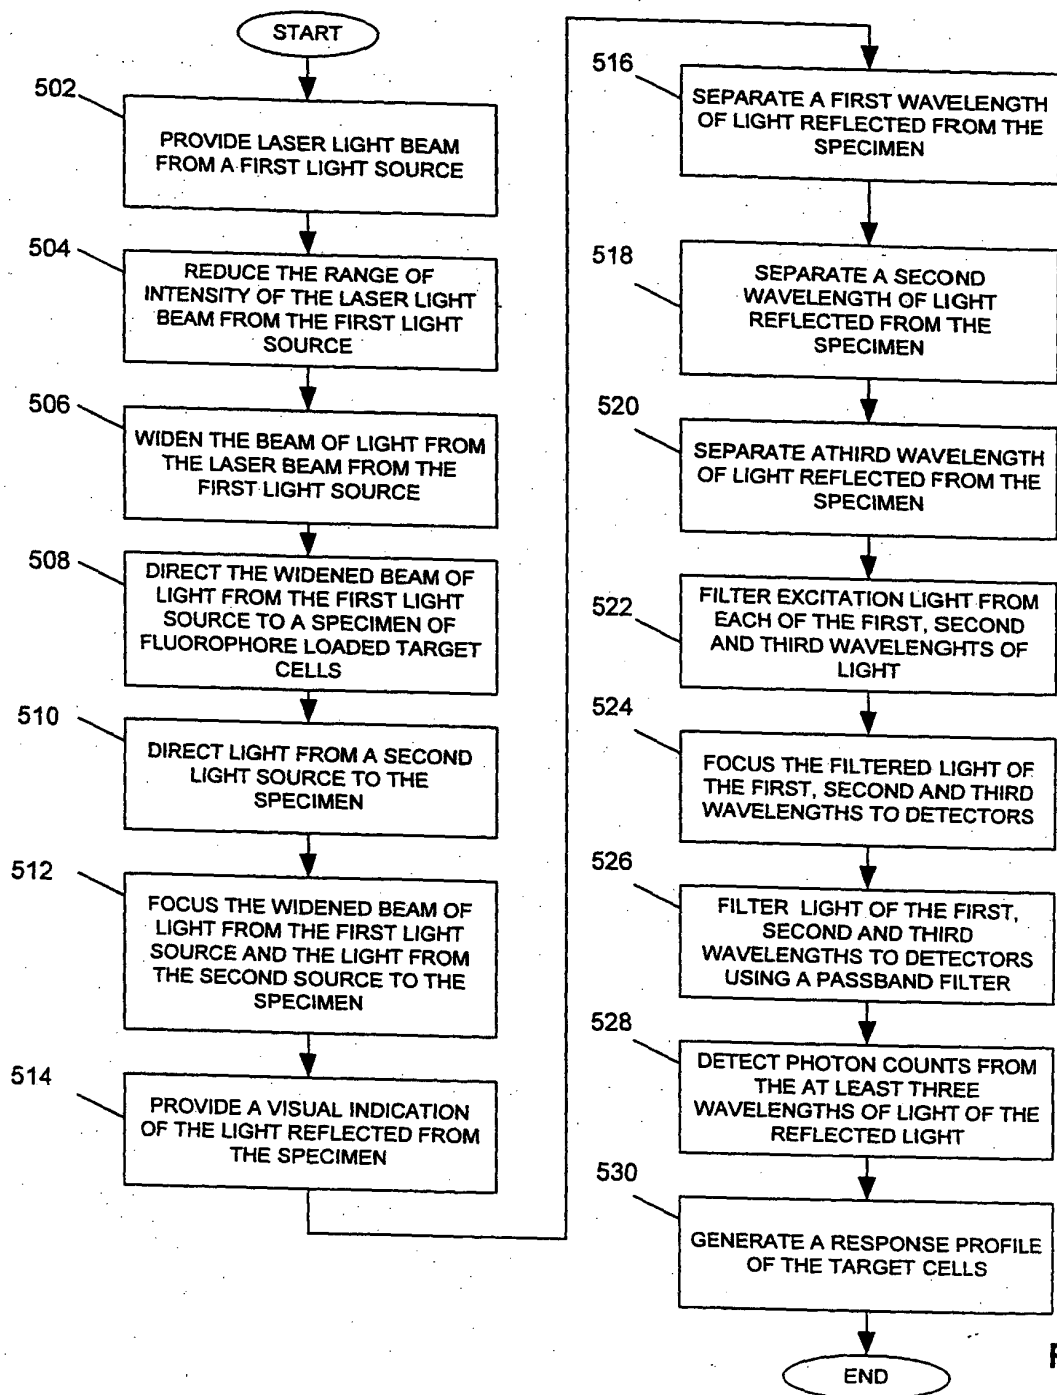 START
502
PROVIDE LASER LIGHT BEAM
FROM A FIRST LIGHT SOURCE
504
REDUCE THE RANGE OF
INTENSITY OF THE LASER LIGHT
BEAM FROM THE FIRST LIGHT
SOURCE
506
WIDEN THE BEAM OF LIGHT FROM
THE LASER BEAM FROM THE
FIRST LIGHT SOURCE
508
DIRECT THE WIDENED BEAM OF
LIGHT FROM THE FIRST LIGHT
SOURCE TO A SPECIMEN OF
FLUOROPHORE LOADED TARGET
CELLS
510
DIRECT LIGHT FROM A SECOND
LIGHT SOURCE TO THE
SPECIMEN
512
FOCUS THE WIDENED BEAM OF
LIGHT FROM THE FIRST LIGHT
SOURCE AND THE LIGHT FROM
THE SECOND SOURCE TO THE
SPECIMEN
514
PROVIDE A VISUAL INDICATION
OF THE LIGHT REFLECTED FROM
THE SPECIMEN
516
SEPARATE A FIRST WAVELENGTH
OF LIGHT REFLECTED FROM THE
SPECIMEN
518
SEPARATE A SECOND
WAVELENGTH OF LIGHT
REFLECTED FROM THE
SPECIMEN
520
SEPARATE ATHIRD WAVELENGTH
OF LIGHT REFLECTED FROM THE
SPECIMEN
522
FILTER EXCITATION LIGHT FROM
EACH OF THE FIRST, SECOND
AND THIRD WAVELENGHTS OF
LIGHT
524
FOCUS THE FILTERED LIGHT OF
THE FIRST, SECOND AND THIRD
WAVELENGTHS TO DETECTORS
526
FILTER LIGHT OF THE FIRST,
SECOND AND THIRD
WAVELENGTHS TO DETECTORS
USING A PASSBAND FILTER
528
DETECT PHOTON COUNTS FROM
THE AT LEAST THREE
WAVELENGTHS OF LIGHT OF THE
REFLECTED LIGHT
530
GENERATE A RESPONSE PROFILE
OF THE TARGET CELLS
END